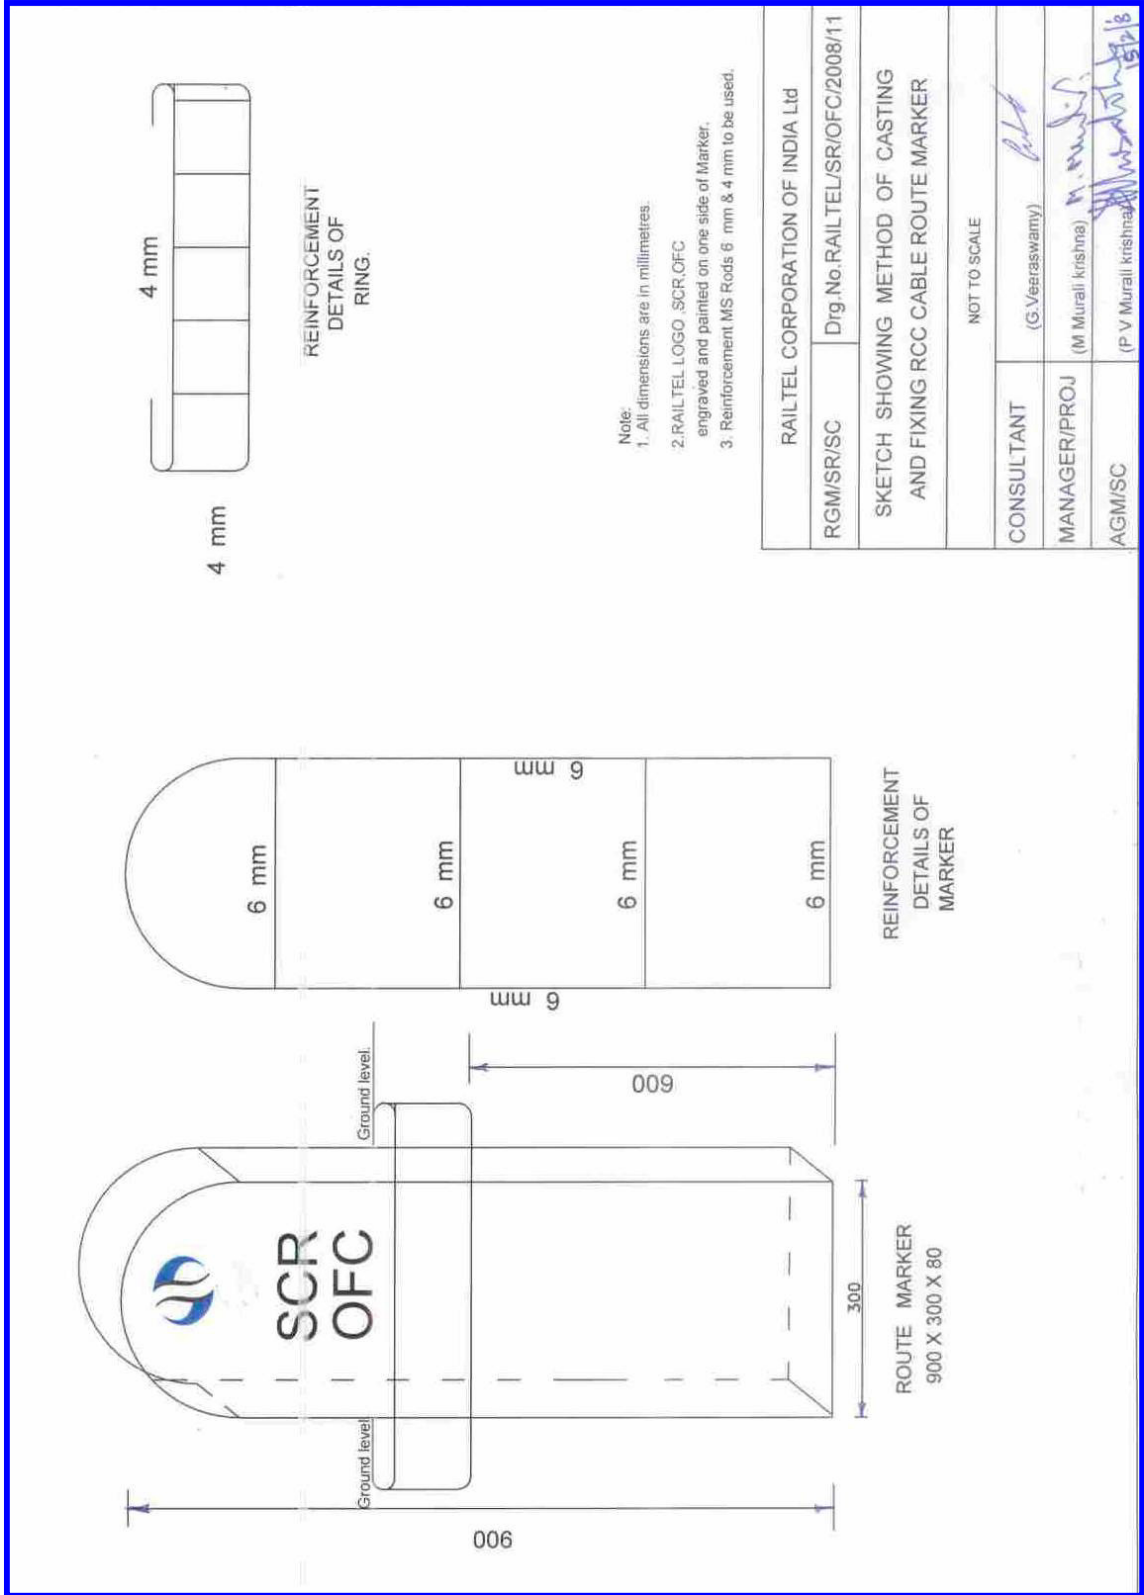 4 mm
4 mm
REINFORCEMENT
DETAILS OF
RING.
Note:
1. All dimensions are in millimetres.
2.RAILTEL LOGO ,SCR,OFC
engraved and painted on one side of Marker.
3. Reinforcement MS Rods 6 mm & 4 mm to be used.
RAILTEL CORPORATION OF INDIA Ltd
RGM/SR/SC
Drg.No.RAILTEL/SR/OFC/2008/11
SKETCH SHOWING METHOD OF CASTING
AND FIXING RCC CABLE ROUTE MARKER
NOT TO SCALE
CONSULTANT
(G.Veeraswamy)
MANAGER/PROJ
(M Murali krishna)
AGM/SC
(P V Murali krishna)
6 mm
6 mm
6 mm
6 mm
6 mm
6 mm
REINFORCEMENT
DETAILS OF
MARKER
SCR
OFC
Ground level
Ground level.
900
600
300
ROUTE MARKER
900 X 300 X 80